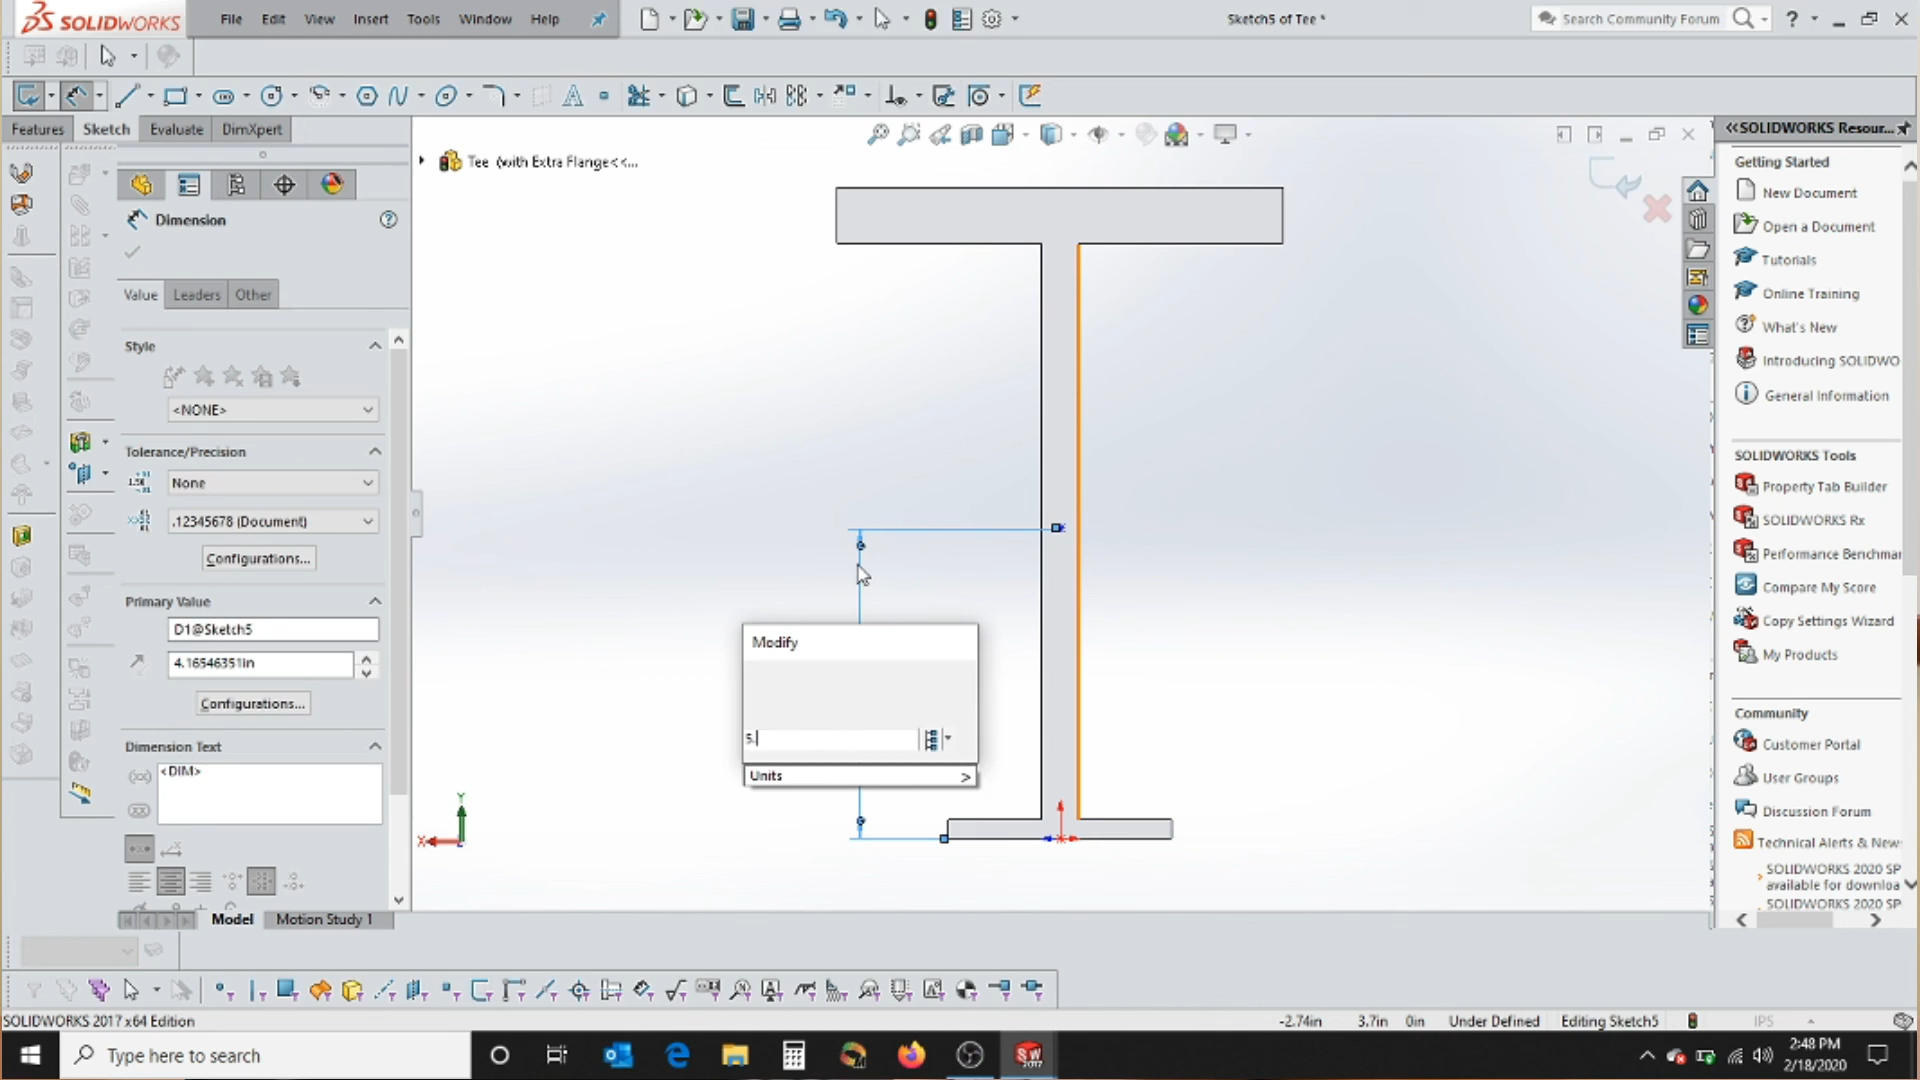 SOLIDWORKS
File Edit View Insert Tools Window Help
Sketch5 of Tee *
Search Community Forum
Features Sketch Evaluate DimXpert
Tee (with Extra Flange<<...
Dimension
Value Leaders Other
Style
<NONE>
Tolerance/Precision
None
.12345678 (Document)
Configurations...
Primary Value
D1@Sketch5
4.16546351in
Configurations...
Dimension Text
<DIM>
Modify
5.
Units >
Y
X
Model Motion Study 1
SOLIDWORKS Resour...
Getting Started
New Document
Open a Document
Tutorials
Online Training
What's New
Introducing SOLIDWO
General Information
SOLIDWORKS Tools
Property Tab Builder
SOLIDWORKS Rx
Performance Benchmar
Compare My Score
Copy Settings Wizard
My Products
Community
Customer Portal
User Groups
Discussion Forum
Technical Alerts & New
SOLIDWORKS 2020 SP
available for downloa
SOLIDWORKS 2020 SP
SOLIDWORKS 2017 x64 Edition
-2.74in 3.7in 0in Under Defined Editing Sketch5 IPS
Type here to search
2:48 PM
2/18/2020